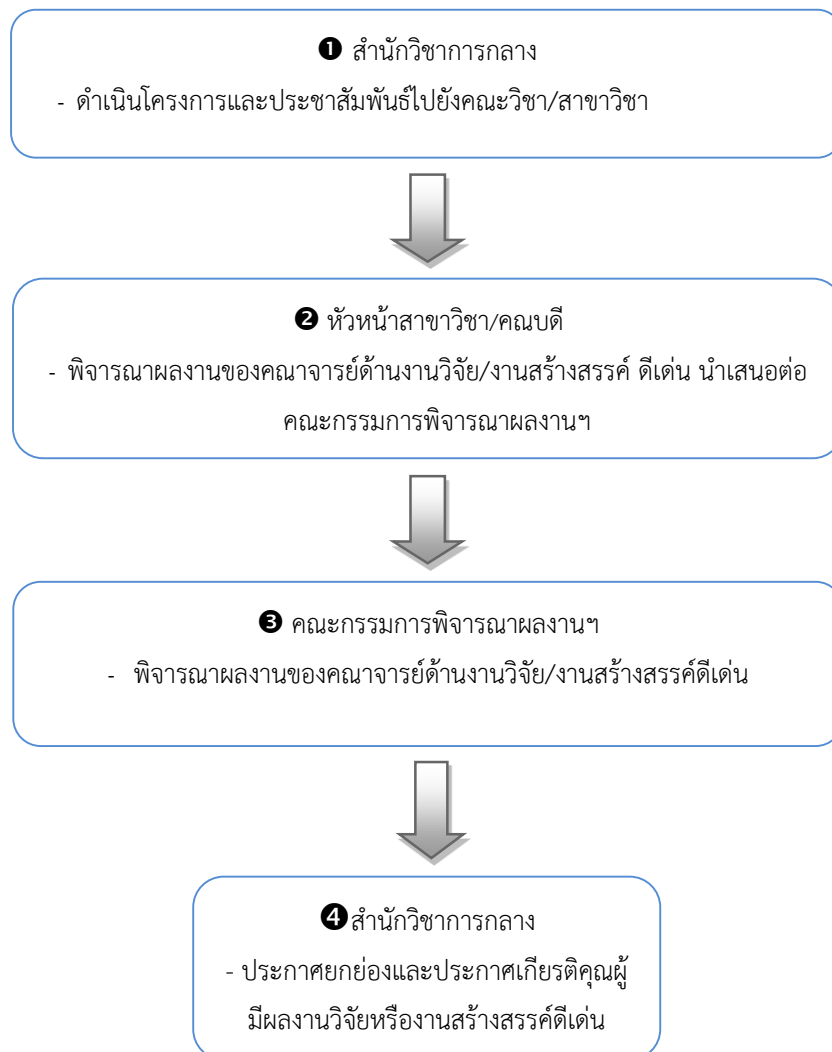 ❶ สำนักวิชาการกลาง
- ดำเนินโครงการและประชาสัมพันธ์ไปยังคณะวิชา/สาขาวิชา
❷ หัวหน้าสาขาวิชา/คณบดี
- พิจารณาผลงานของคณาจารย์ด้านงานวิจัย/งานสร้างสรรค์ ดีเด่น นำเสนอต่อ
คณะกรรมการพิจารณาผลงานฯ
❸ คณะกรรมการพิจารณาผลงานฯ
- พิจารณาผลงานของคณาจารย์ด้านงานวิจัย/งานสร้างสรรค์ดีเด่น
❹สำนักวิชาการกลาง
- ประกาศยกย่องและประกาศเกียรติคุณผู้
มีผลงานวิจัยหรืองานสร้างสรรค์ดีเด่น